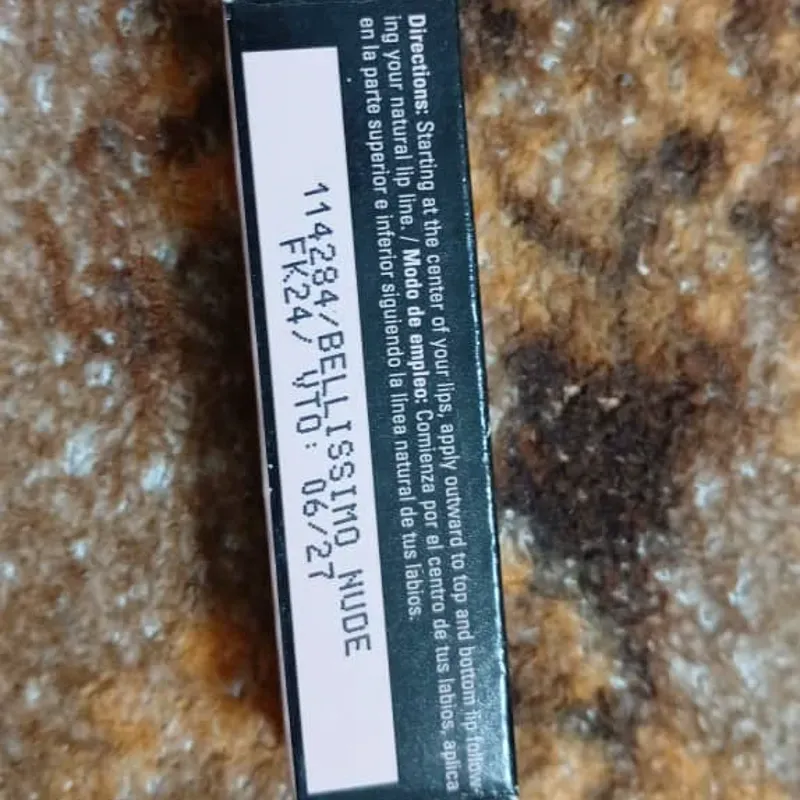 Directions: Starting at the center of your lips, apply outward to top and bottom lip follow-
ing your natural lip line. / Modo de empleo: Comienza por el centro de tus labios, aplica
en la parte superior e inferior siguiendo la línea natural de tus labios.
114284/BELLISSIMO NUDE
FK24/ VTO: 06/27